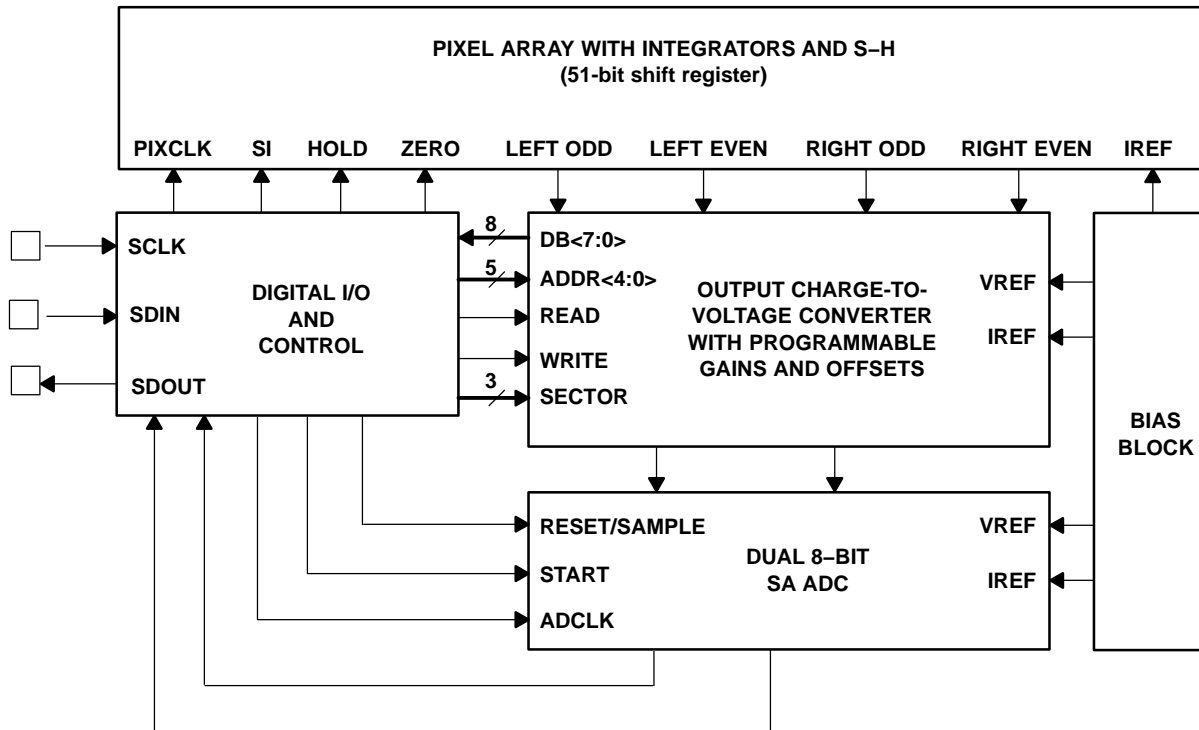 PIXEL ARRAY WITH INTEGRATORS AND S–H
(51-bit shift register)
PIXCLK SI HOLD ZERO LEFT ODD LEFT EVEN RIGHT ODD RIGHT EVEN IREF
SCLK
SDIN
SDOUT
DIGITAL I/O
AND
CONTROL
8
5
3
DB<7:0>
ADDR<4:0>
READ
WRITE
SECTOR
OUTPUT CHARGE-TO-
VOLTAGE CONVERTER
WITH PROGRAMMABLE
GAINS AND OFFSETS
VREF
IREF
BIAS
BLOCK
RESET/SAMPLE
START
ADCLK
DUAL 8–BIT
SA ADC
VREF
IREF